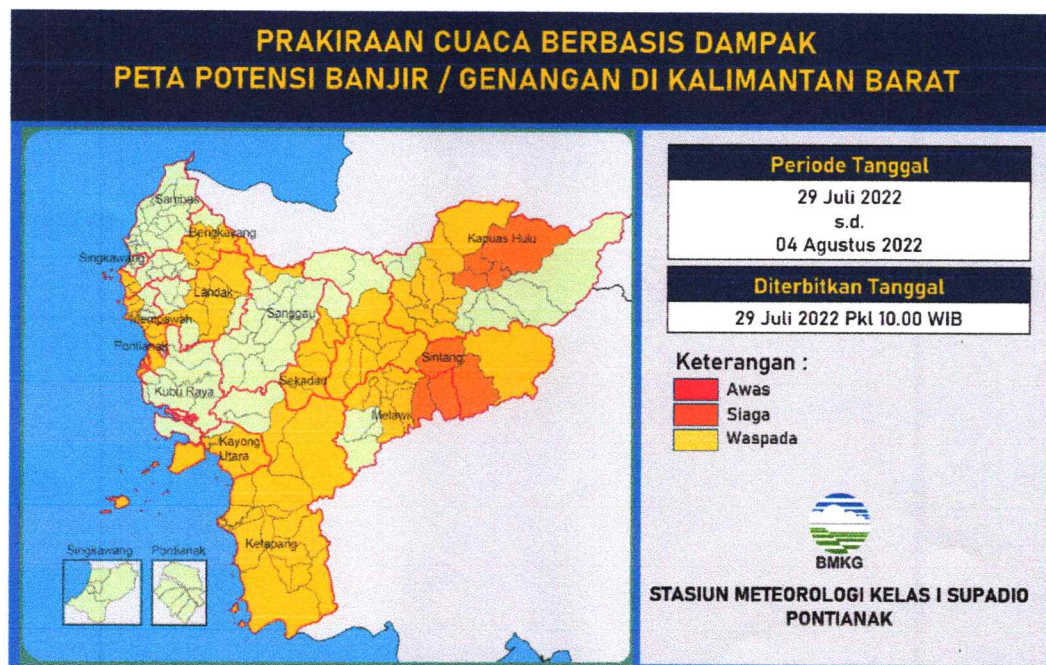 PRAKIRAAN CUACA BERBASIS DAMPAK
PETA POTENSI BANJIR / GENANGAN DI KALIMANTAN BARAT
Sambas
Bengkayang
Singkawang
Landak
Mempawah
Pontianak
Kubu Raya
Sanggau
Sekadau
Kapuas Hulu
Sintang
Melawi
Kayong
Utara
Ketapang
Singkawang
Pontianak
Periode Tanggal
29 Juli 2022
s.d.
04 Agustus 2022
Diterbitkan Tanggal
29 Juli 2022 Pkl 10.00 WIB
Keterangan :
Awas
Siaga
Waspada
BMKG
STASIUN METEOROLOGI KELAS I SUPADIO
PONTIANAK